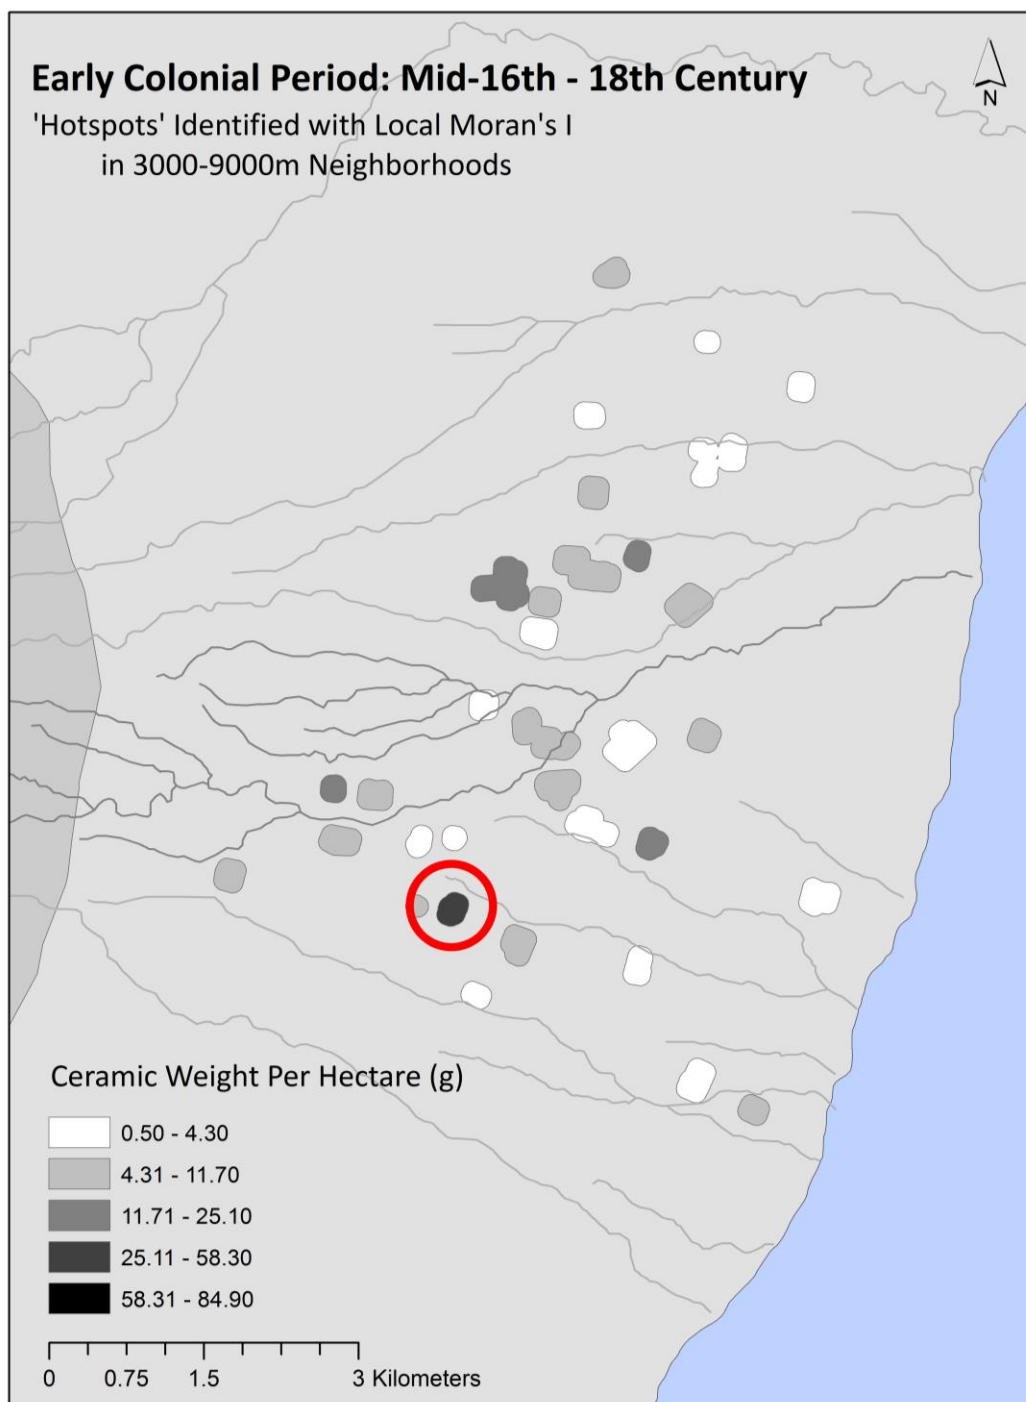 Early Colonial Period: Mid-16th - 18th Century
'Hotspots' Identified with Local Moran's I
in 3000-9000m Neighborhoods
N
Ceramic Weight Per Hectare (g)
0.50 - 4.30
4.31 - 11.70
11.71 - 25.10
25.11 - 58.30
58.31 - 84.90
0 0.75 1.5 3 Kilometers